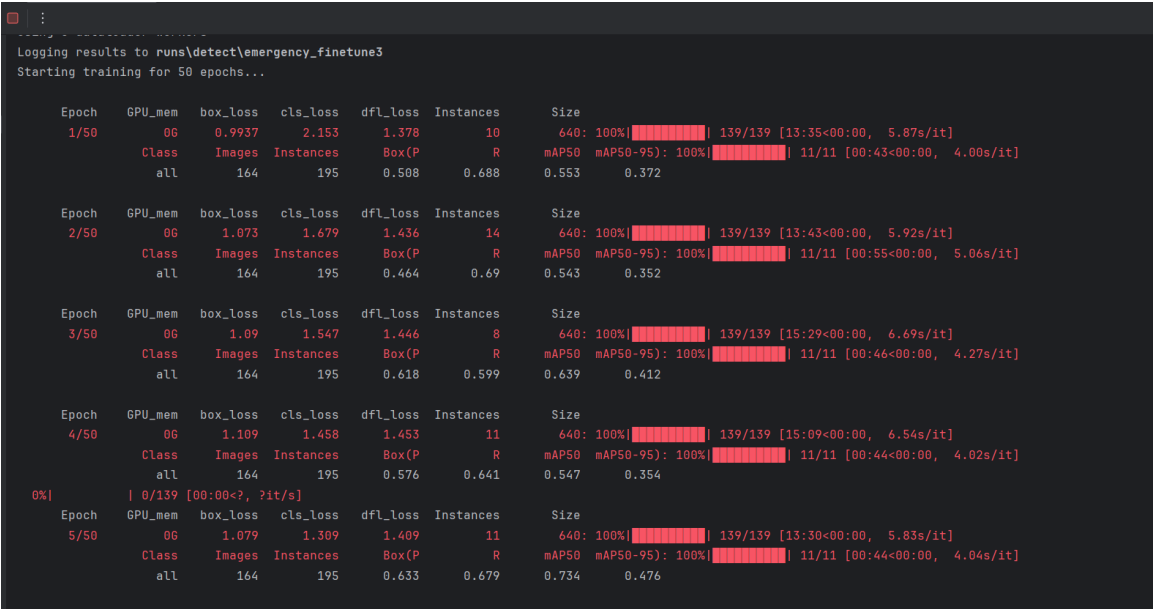 Logging results to runs\detect\emergency_finetune3
Starting training for 50 epochs...
Epoch GPU_mem box_loss cls_loss dfl_loss Instances Size
1/50 0G 0.9937 2.153 1.378 10 640: 100%|██████████| 139/139 [13:35<00:00, 5.87s/it]
Class Images Instances Box(P R mAP50 mAP50-95): 100%|██████████| 11/11 [00:43<00:00, 4.00s/it]
all 164 195 0.508 0.688 0.553 0.372
Epoch GPU_mem box_loss cls_loss dfl_loss Instances Size
2/50 0G 1.073 1.679 1.436 14 640: 100%|██████████| 139/139 [13:43<00:00, 5.92s/it]
Class Images Instances Box(P R mAP50 mAP50-95): 100%|██████████| 11/11 [00:55<00:00, 5.06s/it]
all 164 195 0.464 0.69 0.543 0.352
Epoch GPU_mem box_loss cls_loss dfl_loss Instances Size
3/50 0G 1.09 1.547 1.446 8 640: 100%|██████████| 139/139 [15:29<00:00, 6.69s/it]
Class Images Instances Box(P R mAP50 mAP50-95): 100%|██████████| 11/11 [00:46<00:00, 4.27s/it]
all 164 195 0.618 0.599 0.639 0.412
Epoch GPU_mem box_loss cls_loss dfl_loss Instances Size
4/50 0G 1.109 1.458 1.453 11 640: 100%|██████████| 139/139 [15:09<00:00, 6.54s/it]
Class Images Instances Box(P R mAP50 mAP50-95): 100%|██████████| 11/11 [00:44<00:00, 4.02s/it]
all 164 195 0.576 0.641 0.547 0.354
0%| | 0/139 [00:00<?, ?it/s]
Epoch GPU_mem box_loss cls_loss dfl_loss Instances Size
5/50 0G 1.079 1.309 1.409 11 640: 100%|██████████| 139/139 [13:30<00:00, 5.83s/it]
Class Images Instances Box(P R mAP50 mAP50-95): 100%|██████████| 11/11 [00:44<00:00, 4.04s/it]
all 164 195 0.633 0.679 0.734 0.476